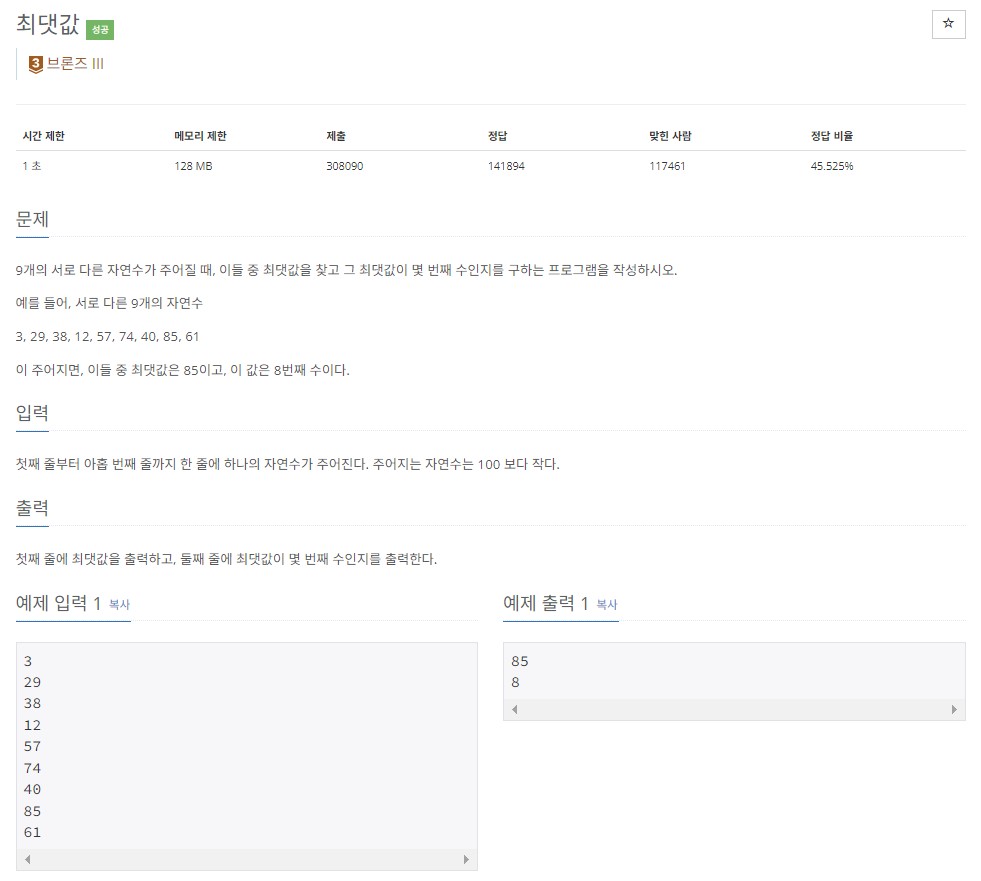 최댓값 성공
☆
3 브론즈 III
시간 제한 메모리 제한 제출 정답 맞힌 사람 정답 비율
1 초 128 MB 308090 141894 117461 45.525%
문제
9개의 서로 다른 자연수가 주어질 때, 이들 중 최댓값을 찾고 그 최댓값이 몇 번째 수인지를 구하는 프로그램을 작성하시오.
예를 들어, 서로 다른 9개의 자연수
3, 29, 38, 12, 57, 74, 40, 85, 61
이 주어지면, 이들 중 최댓값은 85이고, 이 값은 8번째 수이다.
입력
첫째 줄부터 아홉 번째 줄까지 한 줄에 하나의 자연수가 주어진다. 주어지는 자연수는 100 보다 작다.
출력
첫째 줄에 최댓값을 출력하고, 둘째 줄에 최댓값이 몇 번째 수인지를 출력한다.
예제 입력 1 복사
3
29
38
12
57
74
40
85
61
예제 출력 1 복사
85
8